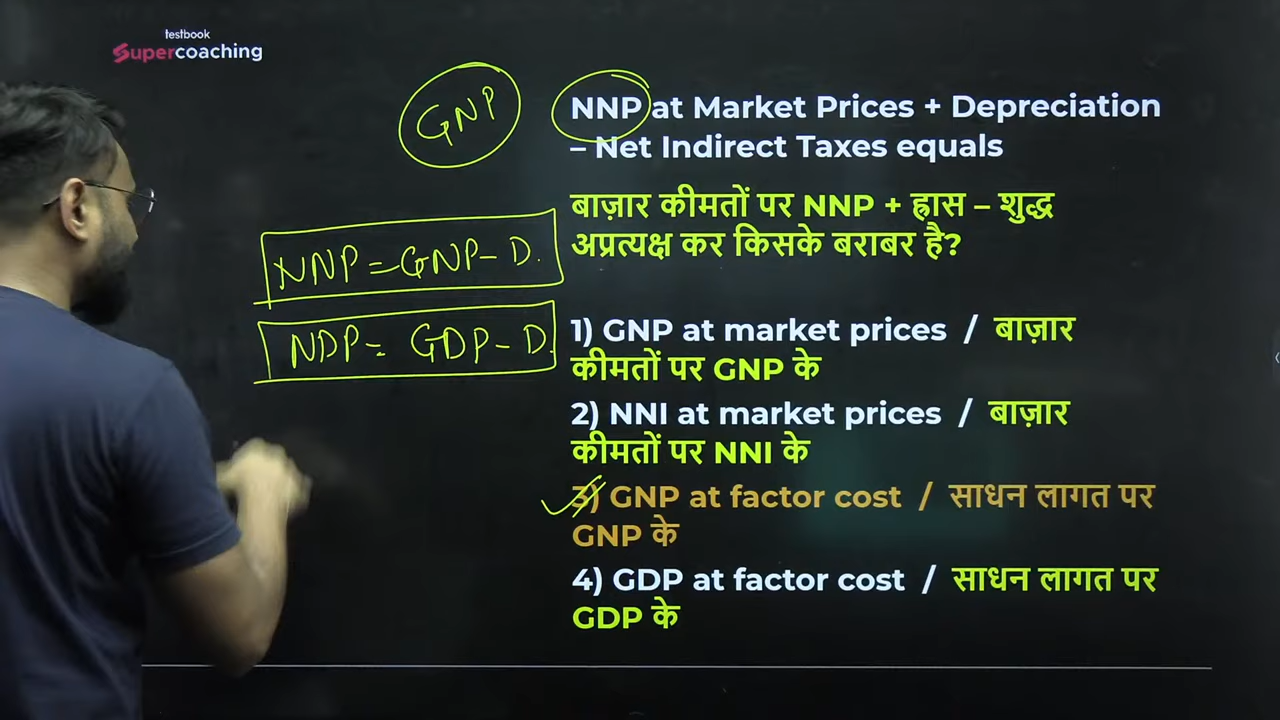 testbook
Supercoaching
GNP
NNP at Market Prices + Depreciation
– Net Indirect Taxes equals
बाज़ार कीमतों पर NNP + ह्रास – शुद्ध
अप्रत्यक्ष कर किसके बराबर है?
NNP = GNP - D.
NDP = GDP - D.
1) GNP at market prices / बाज़ार
कीमतों पर GNP के
2) NNI at market prices / बाज़ार
कीमतों पर NNI के
3) GNP at factor cost / साधन लागत पर
GNP के
4) GDP at factor cost / साधन लागत पर
GDP के